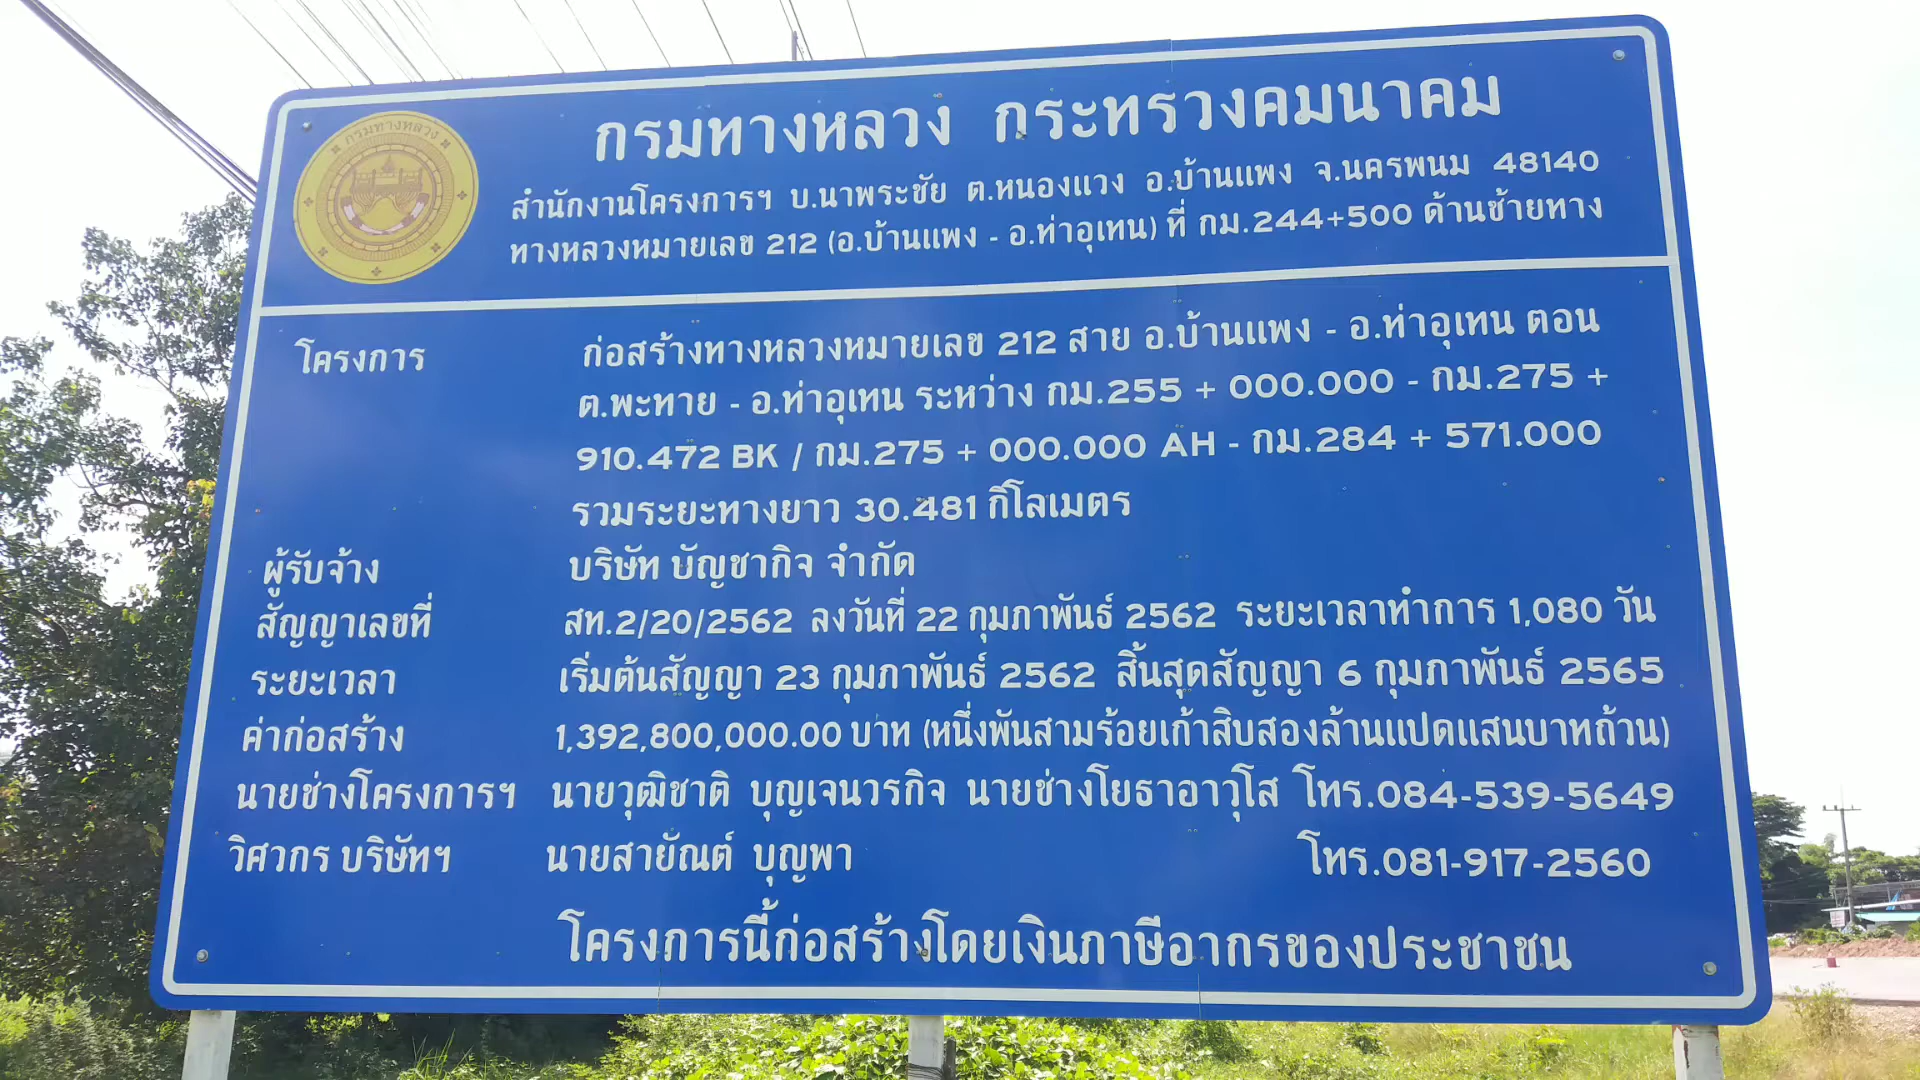 กรมทางหลวง
กรมทางหลวง กระทรวงคมนาคม
สำนักงานโครงการฯ บ.นาพระชัย ต.หนองแวง อ.บ้านแพง จ.นครพนม 48140
ทางหลวงหมายเลข 212 (อ.บ้านแพง - อ.ท่าอุเทน) ที่ กม.244+500 ด้านซ้ายทาง
โครงการ ก่อสร้างทางหลวงหมายเลข 212 สาย อ.บ้านแพง - อ.ท่าอุเทน ตอน
ต.พะทาย - อ.ท่าอุเทน ระหว่าง กม.255 + 000.000 - กม.275 +
910.472 BK / กม.275 + 000.000 AH - กม.284 + 571.000
รวมระยะทางยาว 30.481 กิโลเมตร
ผู้รับจ้าง บริษัท บัญชากิจ จำกัด
สัญญาเลขที่ สท.2/20/2562 ลงวันที่ 22 กุมภาพันธ์ 2562 ระยะเวลาทำการ 1,080 วัน
ระยะเวลา เริ่มต้นสัญญา 23 กุมภาพันธ์ 2562 สิ้นสุดสัญญา 6 กุมภาพันธ์ 2565
ค่าก่อสร้าง 1,392,800,000.00 บาท (หนึ่งพันสามร้อยเก้าสิบสองล้านแปดแสนบาทถ้วน)
นายช่างโครงการฯ นายวุฒิชาติ บุญเจนวรกิจ นายช่างโยธาอาวุโส โทร.084-539-5649
วิศวกร บริษัทฯ นายสายัณต์ บุญพา โทร.081-917-2560
โครงการนี้ก่อสร้างโดยเงินภาษีอากรของประชาชน